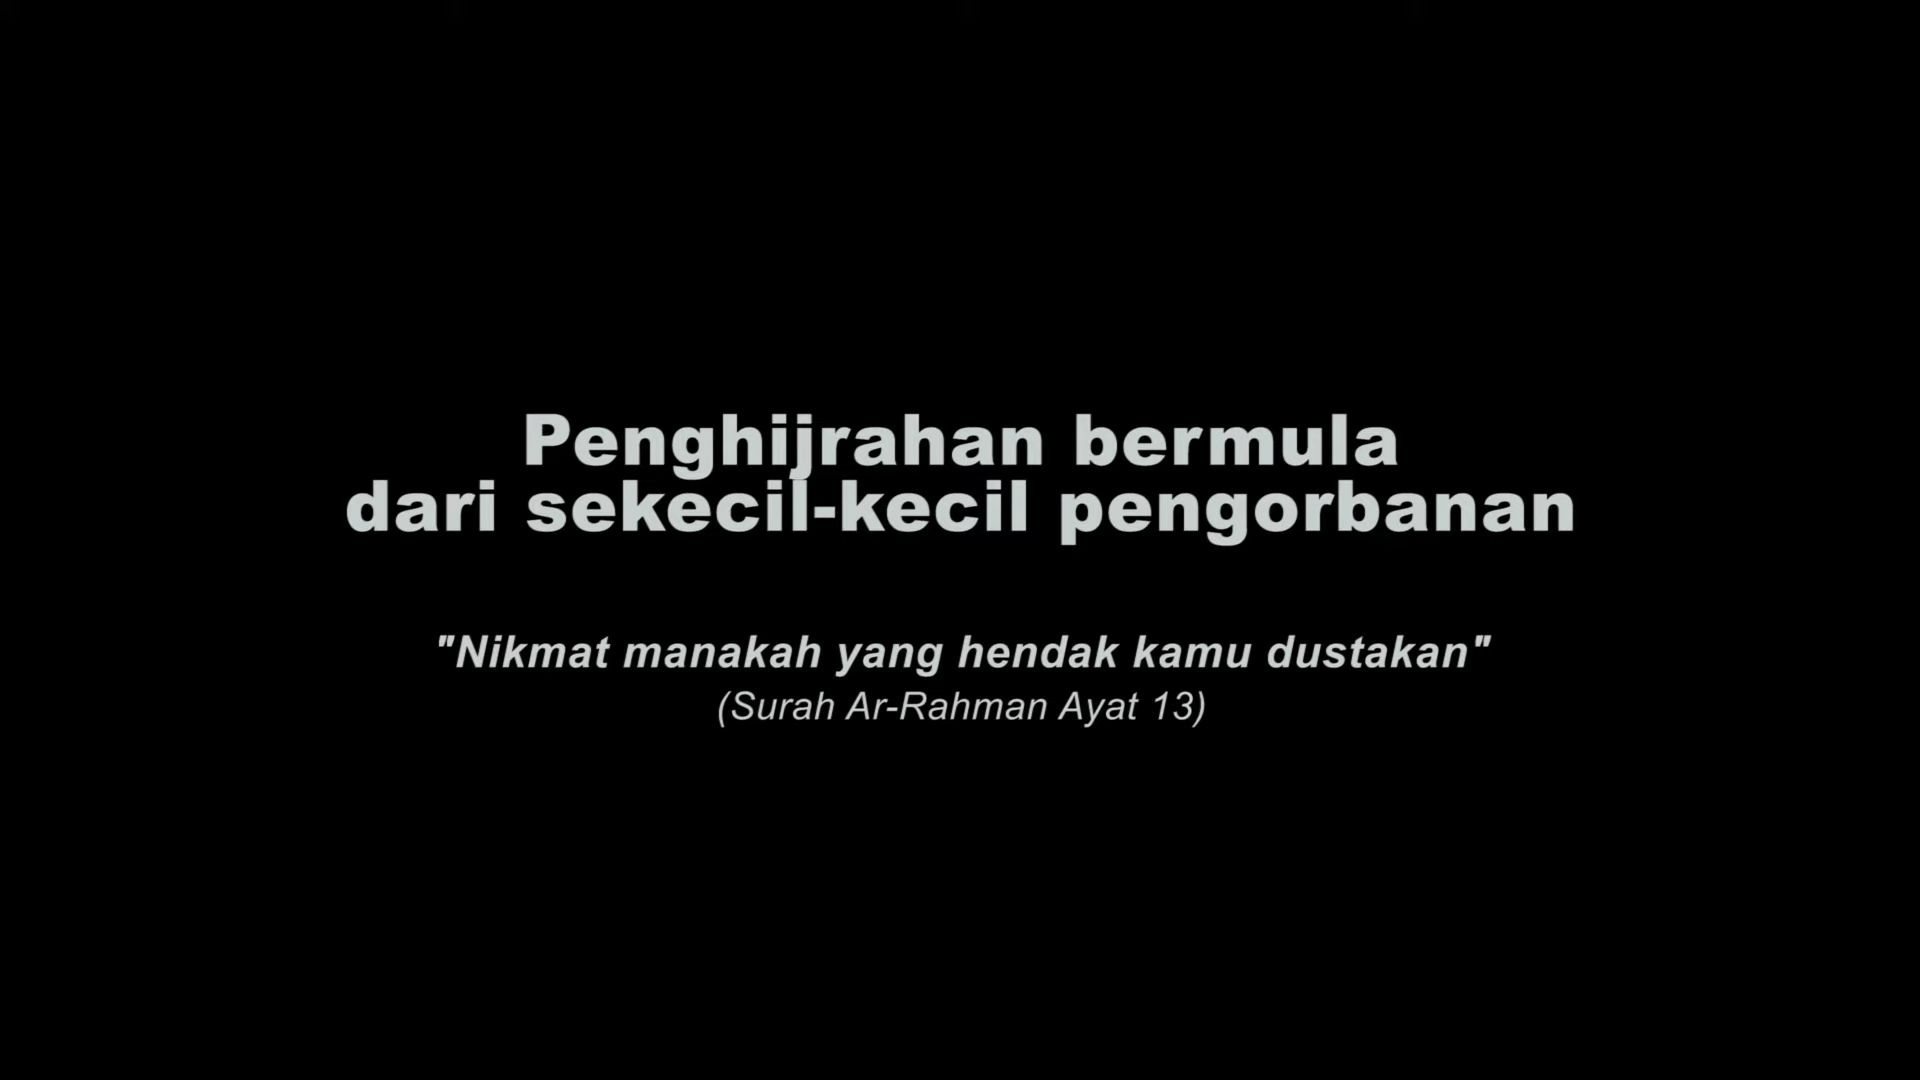 Penghijrahan bermula
dari sekecil-kecil pengorbanan
"Nikmat manakah yang hendak kamu dustakan"
(Surah Ar-Rahman Ayat 13)